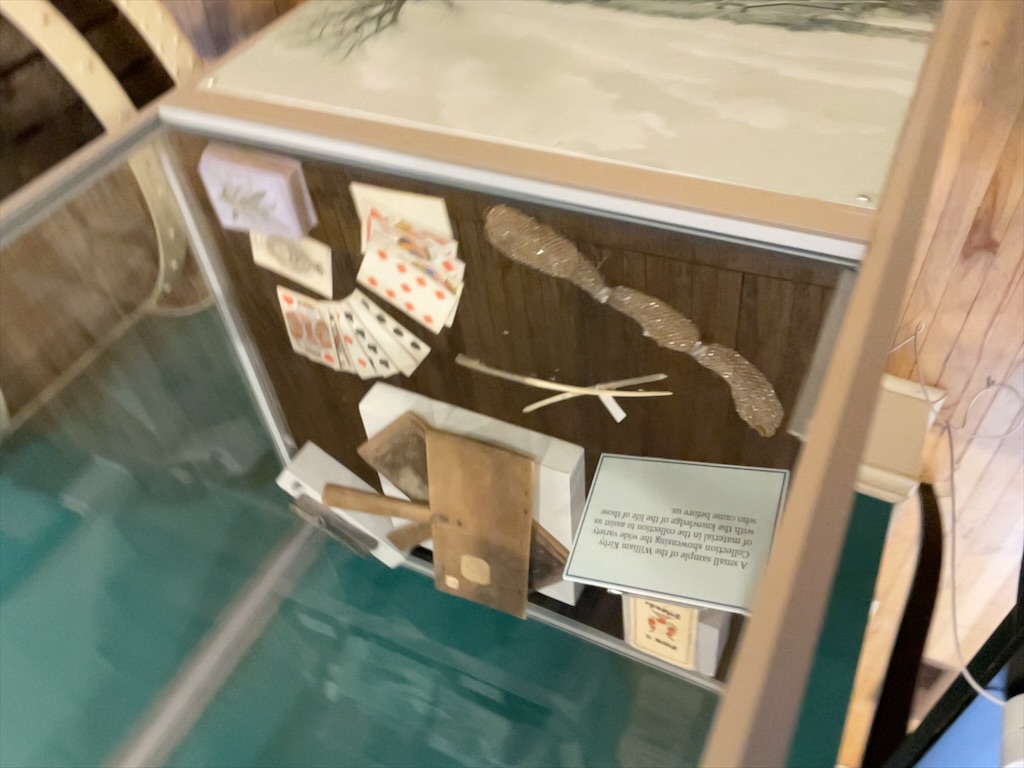 A small sample of the William Kirby
Collection showcasing the wide variety
of material in the collection to assist us
with the knowledge of the life of those
who came before us.